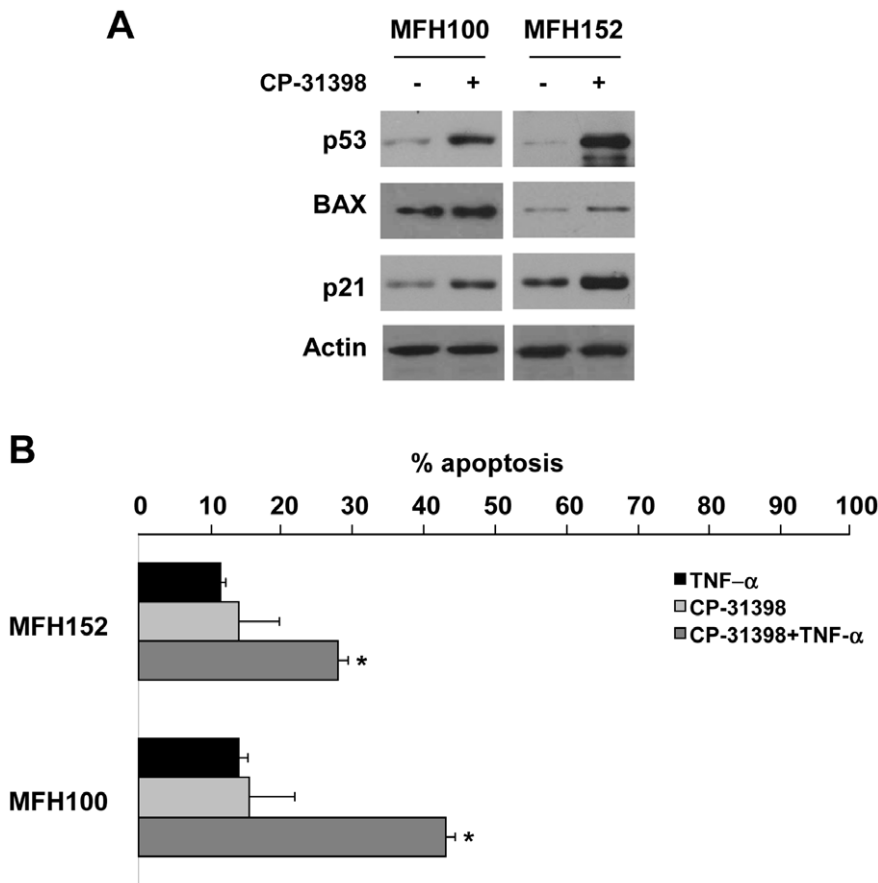 A
MFH100 MFH152
CP-31398 - + - +
p53
BAX
p21
Actin
B
% apoptosis
0 10 20 30 40 50 60 70 80 90 100
TNF–α
CP-31398
CP-31398+TNF-α
MFH152
*
MFH100
*